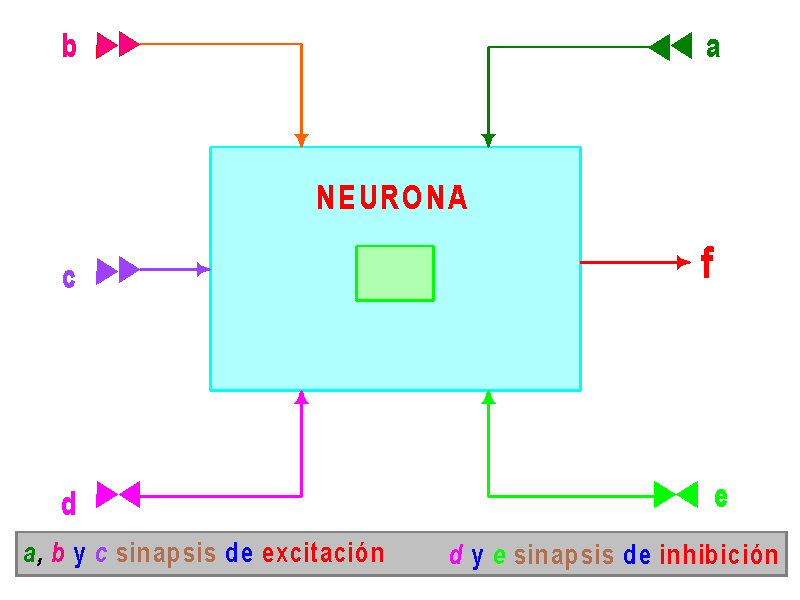 b
a
NEURONA
c
f
d
e
a, b y c sinapsis de excitación
d y e sinapsis de inhibición